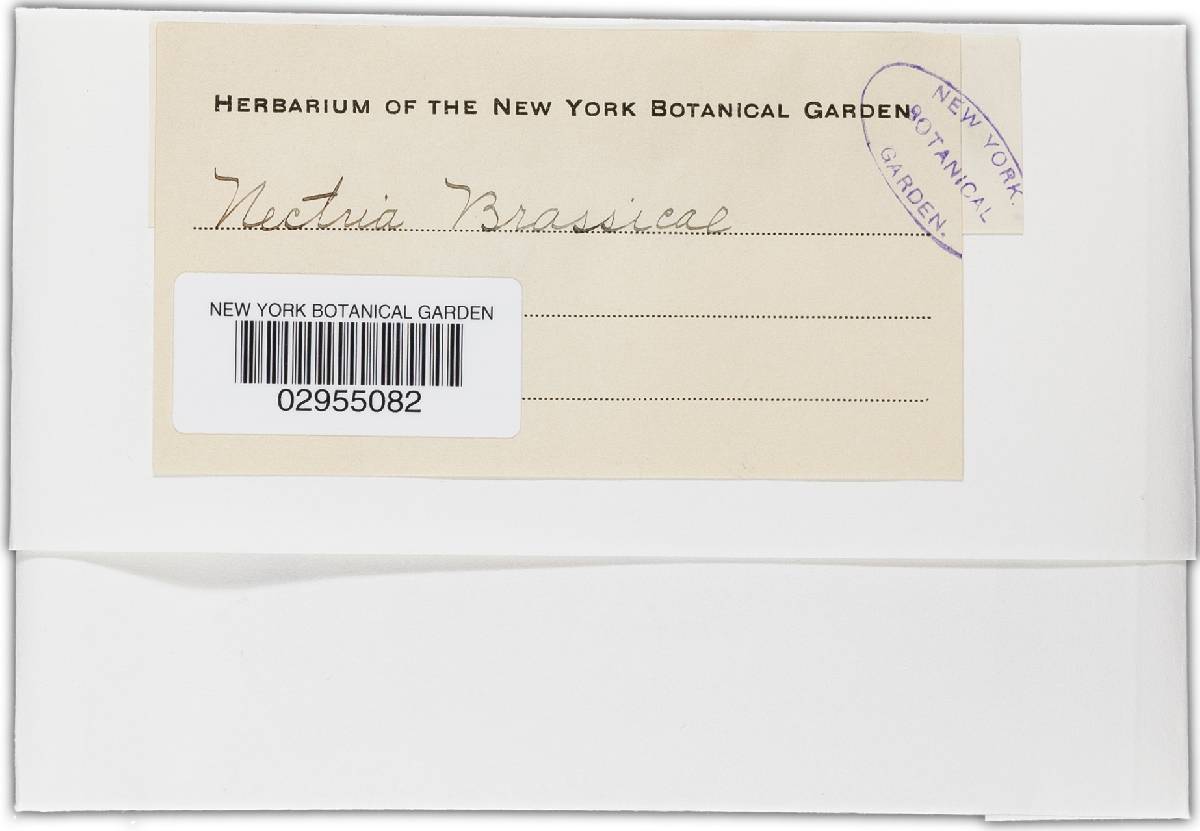 HERBARIUM OF THE NEW YORK BOTANICAL GARDEN
NEW YORK
BOTANICAL
GARDEN.
Nectria Brassicae
NEW YORK BOTANICAL GARDEN
02955082